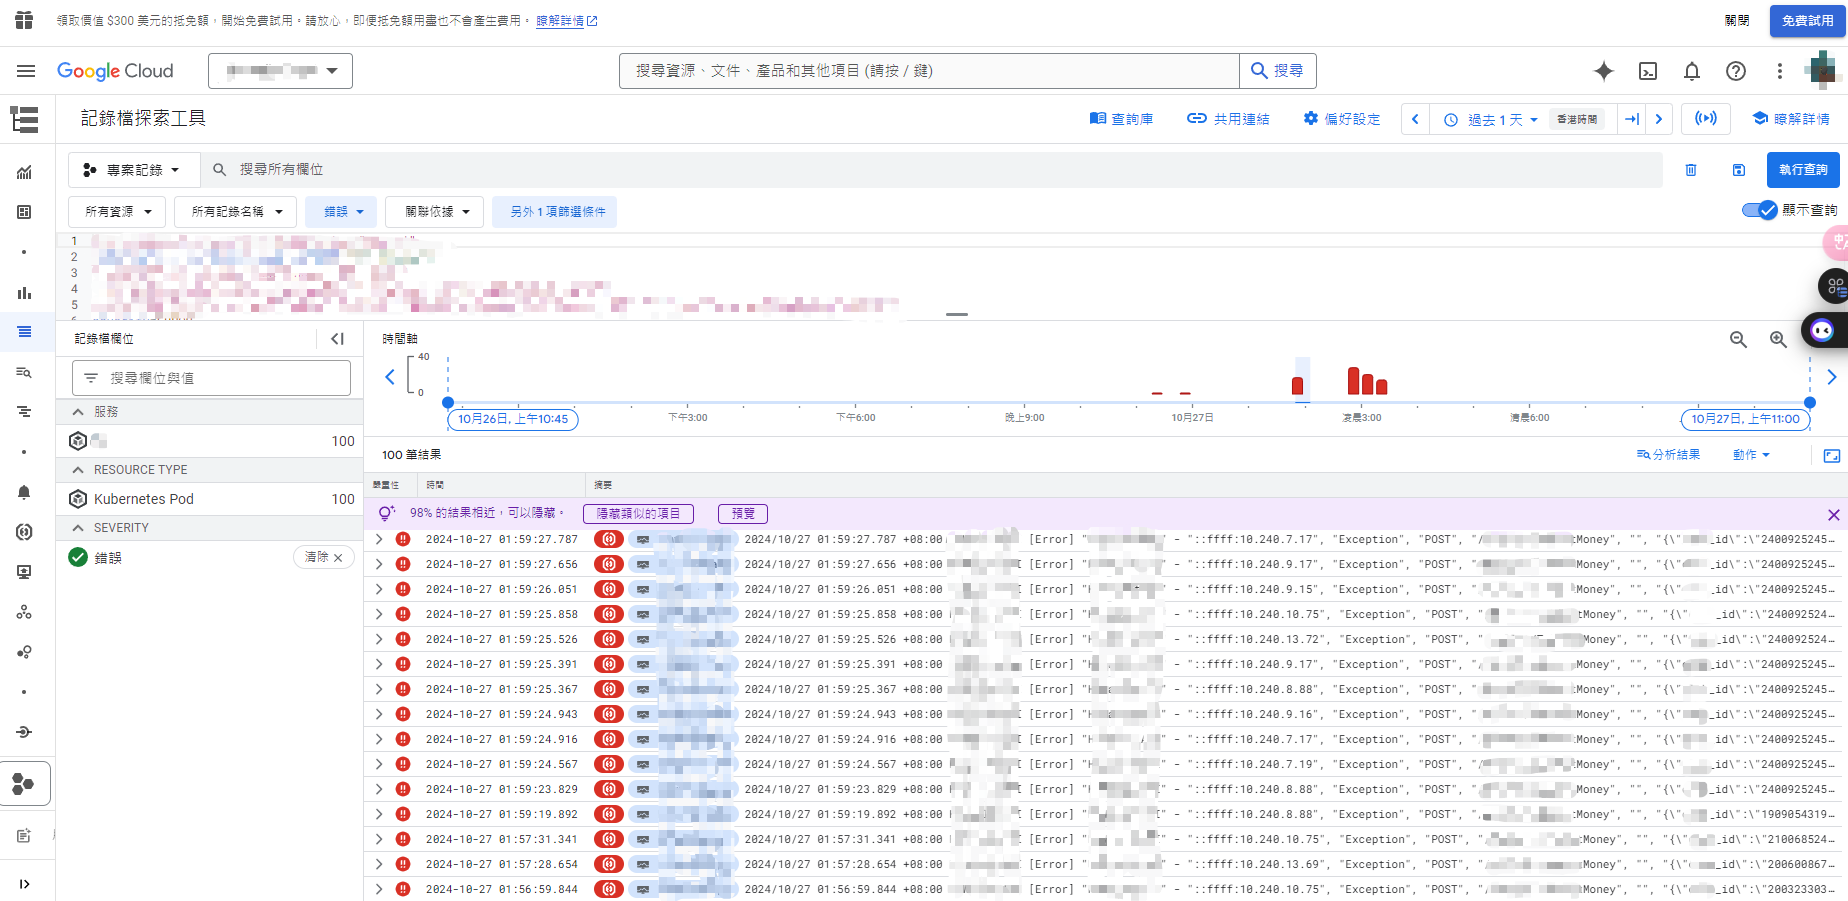 領取價值 $300 美元的抵免額，開始免費試用。請放心，即便抵免額用盡也不會產生費用。 瞭解詳情
關閉 免費試用
Google Cloud
搜尋資源、文件、產品和其他項目 (請按 / 鍵) 搜尋
記錄檔探索工具
查詢庫 共用連結 偏好設定 過去 1 天 香港時間 瞭解詳情
專案記錄 搜尋所有欄位 執行查詢
所有資源 所有記錄名稱 錯誤 關聯依據 另外 1 項篩選條件 顯示查詢
1
2
3
4
5
記錄檔欄位
搜尋欄位與值
服務
100
RESOURCE TYPE
Kubernetes Pod 100
SEVERITY
錯誤 清除
時間軸
40
0
10月26日, 上午10:45 下午3:00 下午6:00 晚上9:00 10月27日 凌晨3:00 清晨6:00 10月27日, 上午11:00
100 筆結果 分析結果 動作
嚴重性 時間 摘要
98% 的結果相近，可以隱藏。 隱藏類似的項目 預覽
2024-10-27 01:59:27.787 2024/10/27 01:59:27.787 +08:00 [Error] " - "::ffff:10.240.7.17", "Exception", "POST", "/ tMoney", "", "{\" _id\":\"2400925245…
2024-10-27 01:59:27.656 2024/10/27 01:59:27.656 +08:00 [Error] " " - "::ffff:10.240.9.17", "Exception", "POST", " Money", "", "{\" _id\":\"2400925245…
2024-10-27 01:59:26.051 2024/10/27 01:59:26.051 +08:00 [Error] " - "::ffff:10.240.9.15", "Exception", "POST", " Money", "", "{\" _id\":\"2400925245…
2024-10-27 01:59:25.858 2024/10/27 01:59:25.858 +08:00 [Error] " - "::ffff:10.240.10.75", "Exception", "POST", " tMoney", "", "{ _id\":\"240092524…
2024-10-27 01:59:25.526 2024/10/27 01:59:25.526 +08:00 [Error] " - "::ffff:10.240.13.72", "Exception", "POST", " tMoney", "", "{\" _id\":\"240092524…
2024-10-27 01:59:25.391 2024/10/27 01:59:25.391 +08:00 [Error] " - "::ffff:10.240.9.17", "Exception", "POST", " Money", "", "{\" _id\":\"2400925245…
2024-10-27 01:59:25.367 2024/10/27 01:59:25.367 +08:00 [Error] " - "::ffff:10.240.8.88", "Exception", "POST", " Money", "", "{\" _id\":\"2400925245…
2024-10-27 01:59:24.943 2024/10/27 01:59:24.943 +08:00 [Error] " - "::ffff:10.240.9.16", "Exception", "POST", " Money", "", "{\" _id\":\"2400925245…
2024-10-27 01:59:24.916 2024/10/27 01:59:24.916 +08:00 [Error] " " - "::ffff:10.240.7.17", "Exception", "POST", " Money", "", "{\" id\":\"2400925245…
2024-10-27 01:59:24.567 2024/10/27 01:59:24.567 +08:00 [Error] " " - "::ffff:10.240.7.19", "Exception", "POST", "/ Money", "", "{\" _id\":\"2400925245…
2024-10-27 01:59:23.829 2024/10/27 01:59:23.829 +08:00 [Error] " " - "::ffff:10.240.8.88", "Exception", "POST", " Money", "", "{\" _id\":\"2400925245…
2024-10-27 01:59:19.892 2024/10/27 01:59:19.892 +08:00 [Error] " " - "::ffff:10.240.8.88", "Exception", "POST", " Money", "", "{\" _id\":\"1909054319…
2024-10-27 01:57:31.341 2024/10/27 01:57:31.341 +08:00 [Error] " " - "::ffff:10.240.10.75", "Exception", "POST", " tMoney", "", "{\" _id\":\"210068524…
2024-10-27 01:57:28.654 2024/10/27 01:57:28.654 +08:00 [Error] " " - "::ffff:10.240.13.69", "Exception", "POST", "/ tMoney", "", "{\" _id\":\"200600867…
2024-10-27 01:56:59.844 2024/10/27 01:56:59.844 +08:00 [Error] " " - "::ffff:10.240.10.75", "Exception", "POST", "/ tMoney", "", "{\" _id\":\"200323303…